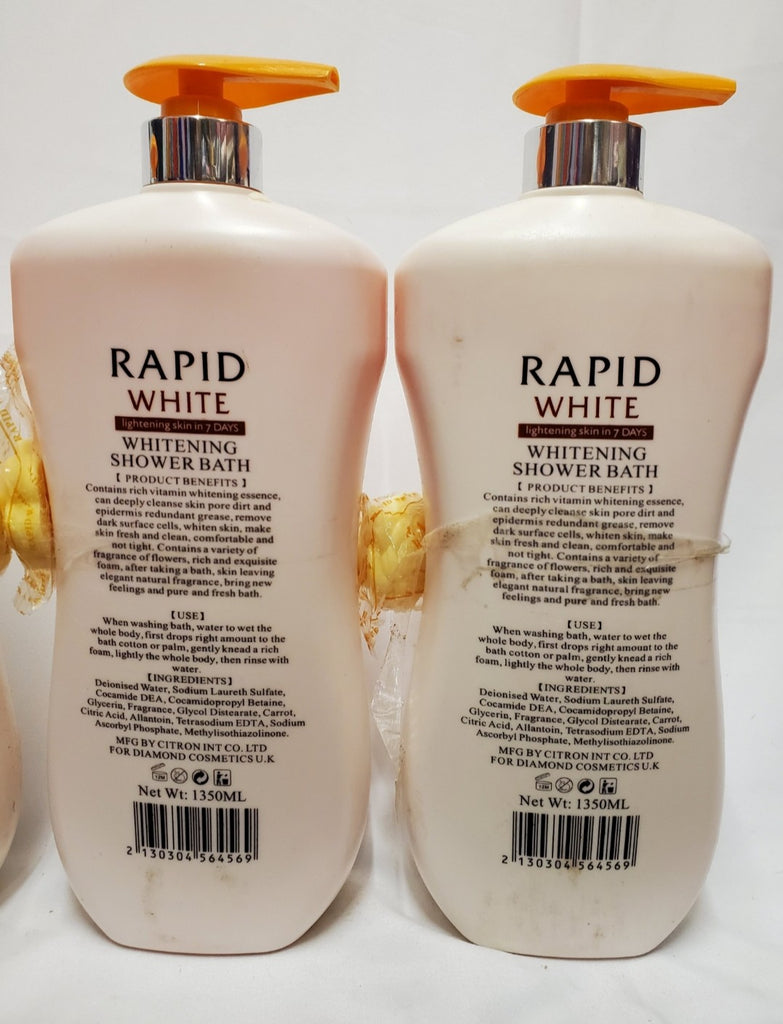 RAPID
WHITE
lightening skin in 7 DAYS
WHITENING
SHOWER BATH
【 PRODUCT BENEFITS 】
Contains rich vitamin whitening essence,
can deeply cleanse skin pore dirt and
epidermis redundant grease, remove
dark surface cells, whiten skin, make
skin fresh and clean, comfortable and
not tight. Contains a variety of
fragrance of flowers, rich and exquisite
foam, after taking a bath, skin leaving
elegant natural fragrance, bring new
feelings and pure and fresh bath.
【USE】
When washing bath, water to wet the
whole body, first drops right amount to the
bath cotton or palm, gently knead a rich
foam, lightly the whole body, then rinse with
water.
【INGREDIENTS】
Deionised Water, Sodium Laureth Sulfate,
Cocamide DEA, Cocamidopropyl Betaine,
Glycerin, Fragrance, Glycol Distearate, Carrot,
Citric Acid, Allantoin, Tetrasodium EDTA, Sodium
Ascorbyl Phosphate, Methylisothiazolinone.
MFG BY CITRON INT CO. LTD
FOR DIAMOND COSMETICS U.K
12M
Net Wt: 1350ML
2 130304 564569
RAPID
WHITE
lightening skin in 7 DAYS
WHITENING
SHOWER BATH
【 PRODUCT BENEFITS 】
Contains rich vitamin whitening essence,
can deeply cleanse skin pore dirt and
epidermis redundant grease, remove
dark surface cells, whiten skin, make
skin fresh and clean, comfortable and
not tight. Contains a variety of
fragrance of flowers, rich and exquisite
foam, after taking a bath, skin leaving
elegant natural fragrance, bring new
feelings and pure and fresh bath.
【USE】
When washing bath, water to wet the
whole body, first drops right amount to the
bath cotton or palm, gently knead a rich
foam, lightly the whole body, then rinse with
water.
【INGREDIENTS】
Deionised Water, Sodium Laureth Sulfate,
Cocamide DEA, Cocamidopropyl Betaine,
Glycerin, Fragrance, Glycol Distearate, Carrot,
Citric Acid, Allantoin, Tetrasodium EDTA, Sodium
Ascorbyl Phosphate, Methylisothiazolinone.
MFG BY CITRON INT CO. LTD
FOR DIAMOND COSMETICS U.K
12M
Net Wt: 1350ML
2 130304 564569